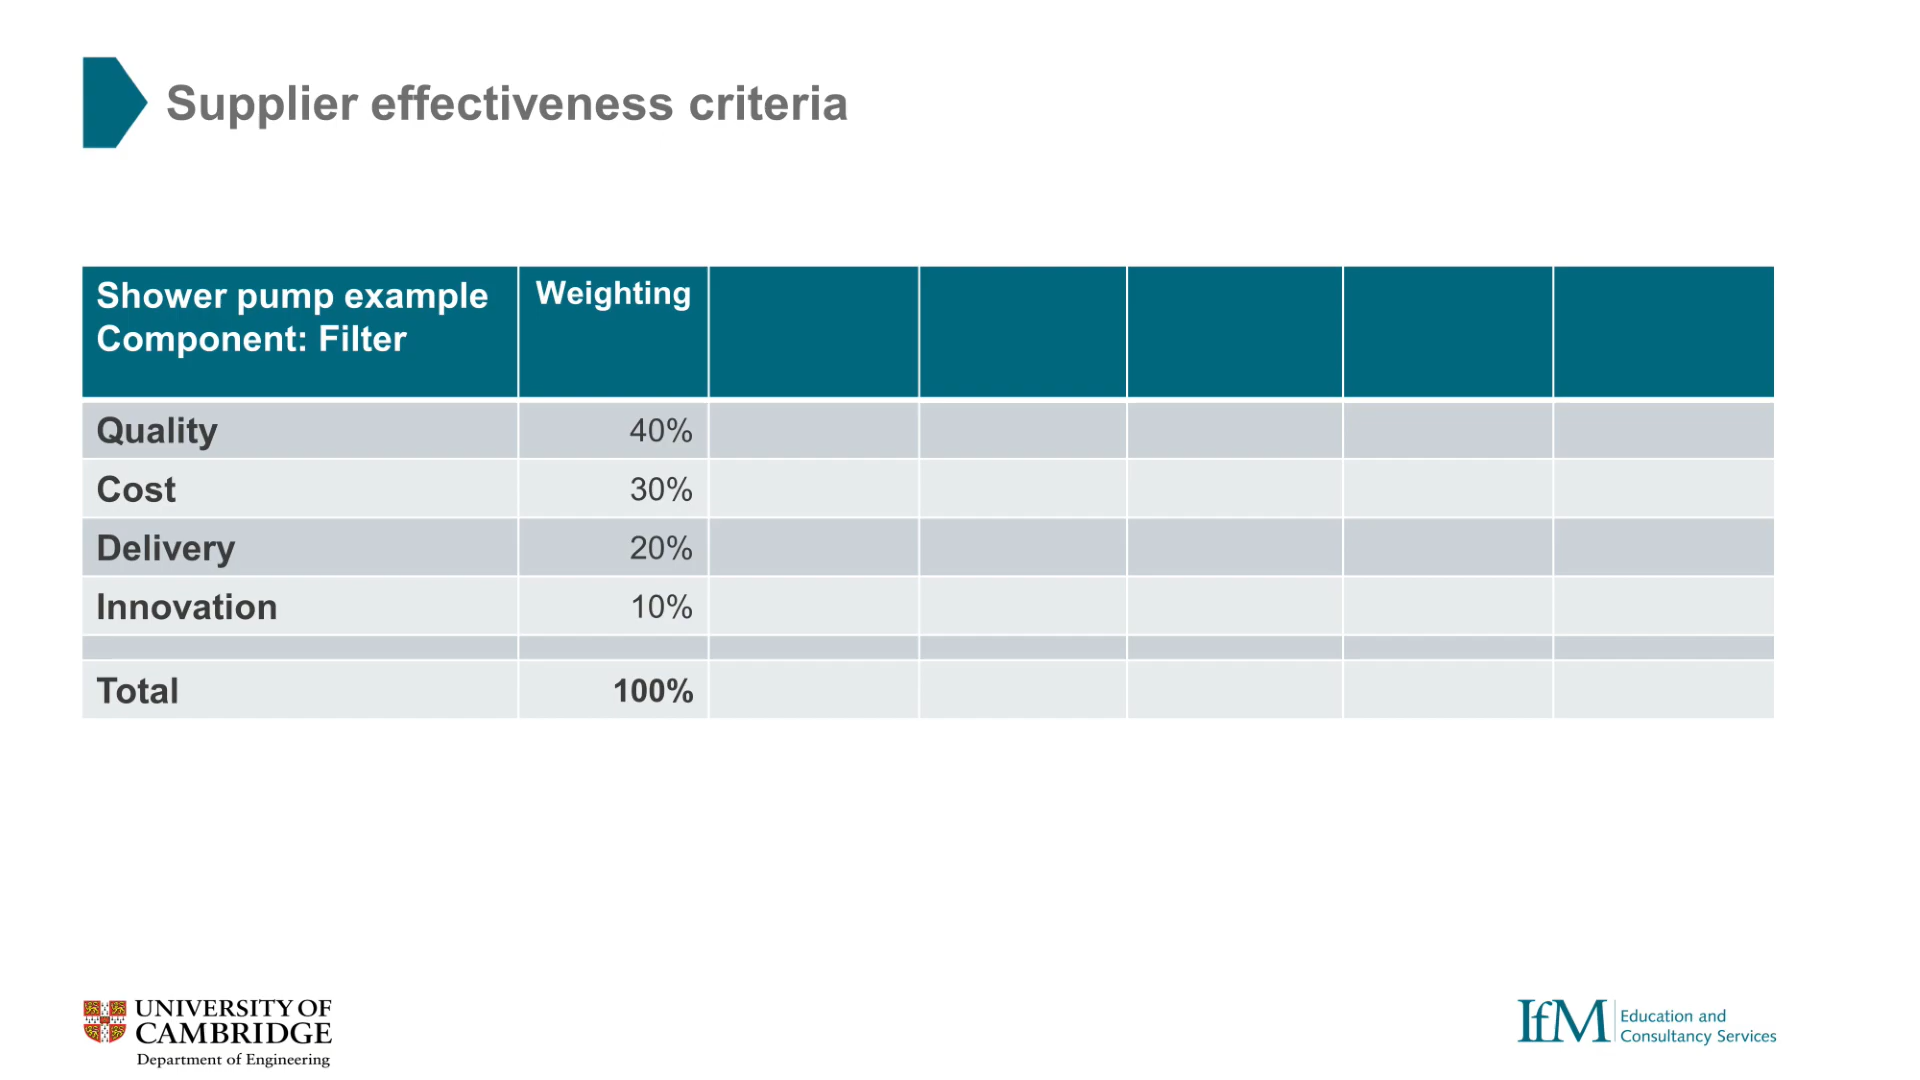 Supplier effectiveness criteria
Shower pump example
Component: Filter
Weighting
Quality 40%
Cost 30%
Delivery 20%
Innovation 10%
Total 100%
UNIVERSITY OF
CAMBRIDGE
Department of Engineering
IfM
Education and
Consultancy Services